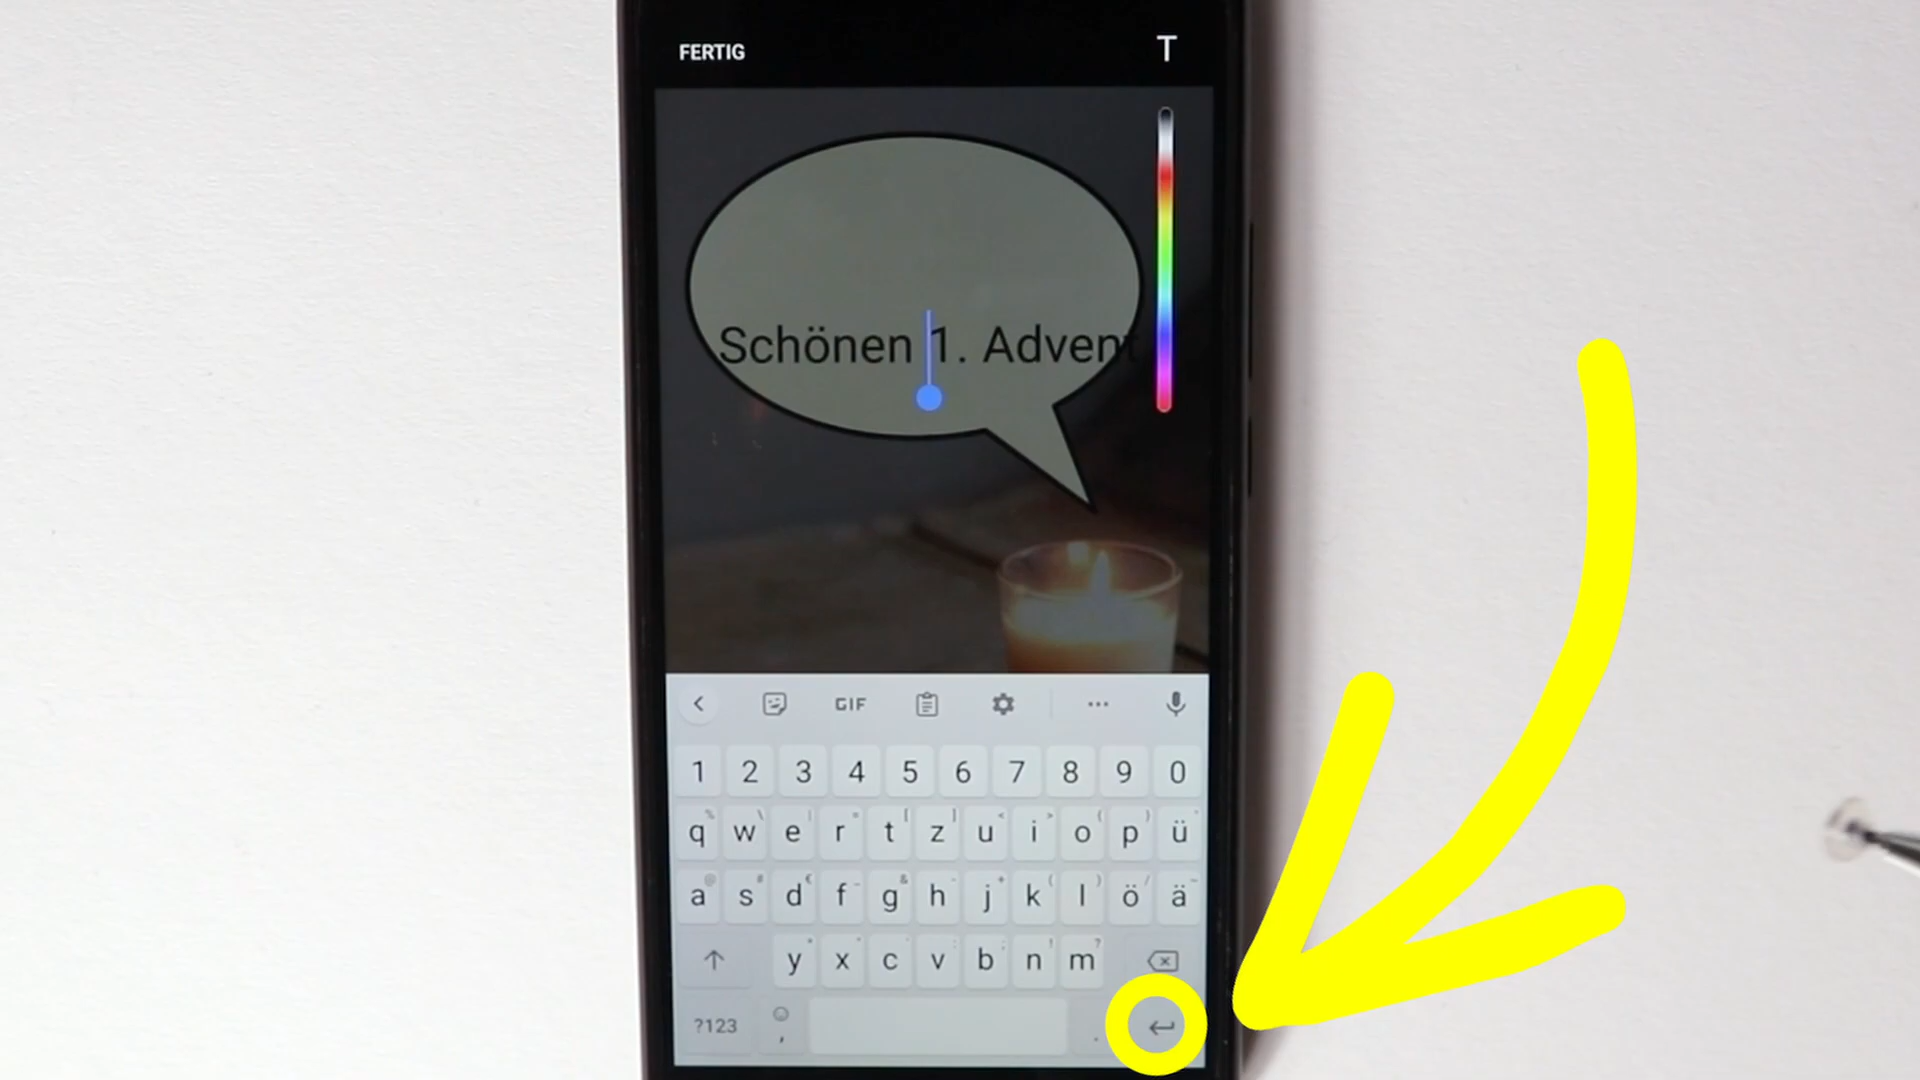 FERTIG T
Schönen 1. Advent
GIF
1 2 3 4 5 6 7 8 9 0
q w e r t z u i o p ü
a s d f g h j k l ö ä
y x c v b n m
?123 , .